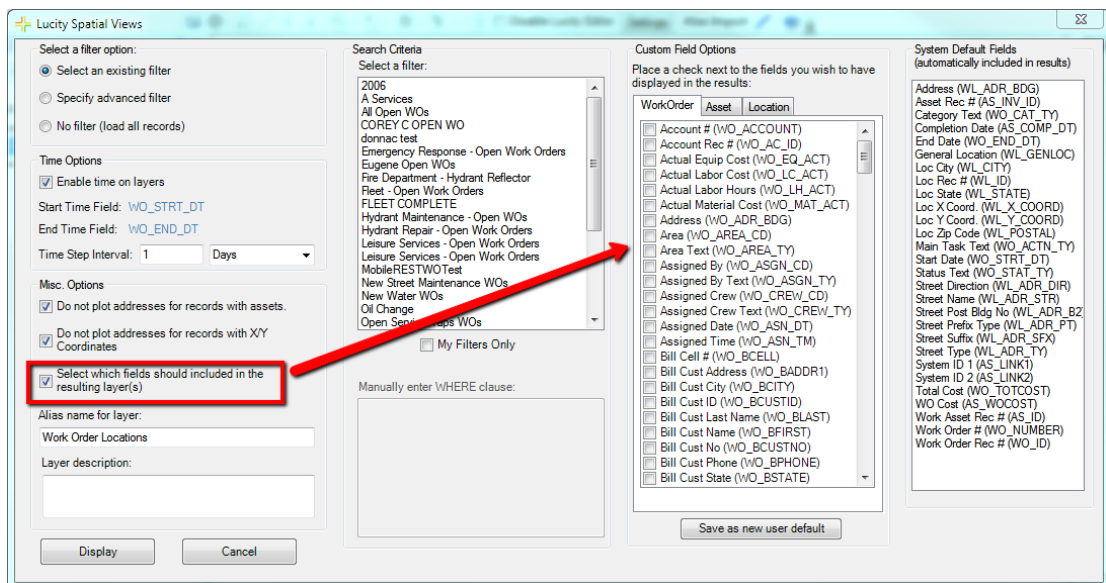 Lucity Spatial Views
Select a filter option:
Select an existing filter
Specify advanced filter
No filter (load all records)
Time Options
Enable time on layers
Start Time Field: WO_STRT_DT
End Time Field: WO_END_DT
Time Step Interval: 1 Days
Misc. Options
Do not plot addresses for records with assets.
Do not plot addresses for records with X/Y
Coordinates
Select which fields should included in the
resulting layer(s)
Alias name for layer:
Work Order Locations
Layer description:
Display Cancel
Search Criteria
Select a filter:
2006
A Services
All Open WOs
COREY C OPEN WO
donnac test
Emergency Response - Open Work Orders
Eugene Open WOs
Fire Department - Hydrant Reflector
Fleet - Open Work Orders
FLEET COMPLETE
Hydrant Maintenance - Open WOs
Hydrant Repair - Open Work Orders
Leisure Services - Open Work Orders
Leisure Services - Open Work Orders
MobileRESTWOTest
New Street Maintenance WOs
New Water WOs
Oil Change
Open Service WOs
My Filters Only
Manually enter WHERE clause:
Custom Field Options
Place a check next to the fields you wish to have
displayed in the results:
WorkOrder Asset Location
Account # (WO_ACCOUNT)
Account Rec # (WO_AC_ID)
Actual Equip Cost (WO_EQ_ACT)
Actual Labor Cost (WO_LC_ACT)
Actual Labor Hours (WO_LH_ACT)
Actual Material Cost (WO_MAT_ACT)
Address (WO_ADR_BDG)
Area (WO_AREA_CD)
Area Text (WO_AREA_TY)
Assigned By (WO_ASGN_CD)
Assigned By Text (WO_ASGN_TY)
Assigned Crew (WO_CREW_CD)
Assigned Crew Text (WO_CREW_TY)
Assigned Date (WO_ASN_DT)
Assigned Time (WO_ASN_TM)
Bill Cell # (WO_BCELL)
Bill Cust Address (WO_BADDR1)
Bill Cust City (WO_BCITY)
Bill Cust ID (WO_BCUSTID)
Bill Cust Last Name (WO_BLAST)
Bill Cust Name (WO_BFIRST)
Bill Cust No (WO_BCUSTNO)
Bill Cust Phone (WO_BPHONE)
Bill Cust State (WO_BSTATE)
Save as new user default
System Default Fields
(automatically included in results)
Address (WL_ADR_BDG)
Asset Rec # (AS_INV_ID)
Category Text (WO_CAT_TY)
Completion Date (AS_COMP_DT)
End Date (WO_END_DT)
General Location (WL_GENLOC)
Loc City (WL_CITY)
Loc Rec # (WL_ID)
Loc State (WL_STATE)
Loc X Coord. (WL_X_COORD)
Loc Y Coord. (WL_Y_COORD)
Loc Zip Code (WL_POSTAL)
Main Task Text (WO_ACTN_TY)
Start Date (WO_STRT_DT)
Status Text (WO_STAT_TY)
Street Direction (WL_ADR_DIR)
Street Name (WL_ADR_STR)
Street Post Bldg No (WL_ADR_B2)
Street Prefix Type (WL_ADR_PT)
Street Suffix (WL_ADR_SFX)
Street Type (WL_ADR_TY)
System ID 1 (AS_LINK1)
System ID 2 (AS_LINK2)
Total Cost (WO_TOTCOST)
WO Cost (AS_WOCOST)
Work Asset Rec # (AS_ID)
Work Order # (WO_NUMBER)
Work Order Rec # (WO_ID)